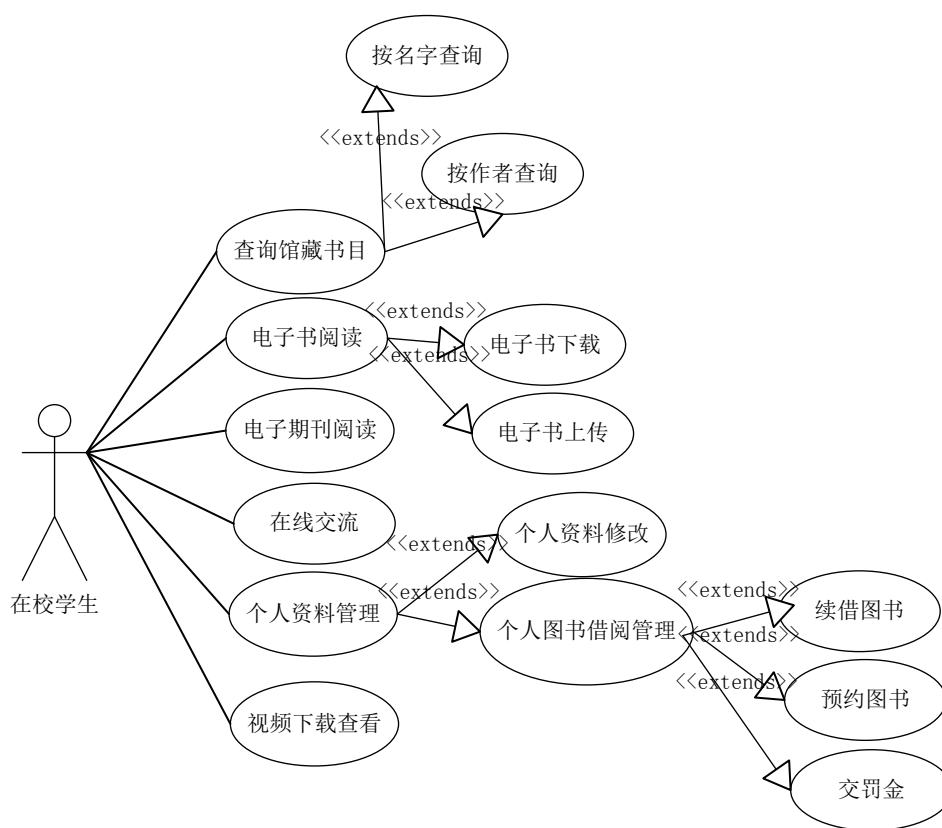 按名字查询
<<extends>>
按作者查询
<<extends>>
查询馆藏书目
<<extends>>
电子书阅读
电子书下载
<<extends>>
电子期刊阅读
电子书上传
在线交流
个人资料修改
<<extends>>
在校学生
个人资料管理
<<extends>>
个人图书借阅管理
<<extends>>
续借图书
<<extends>>
预约图书
<<extends>>
视频下载查看
交罚金